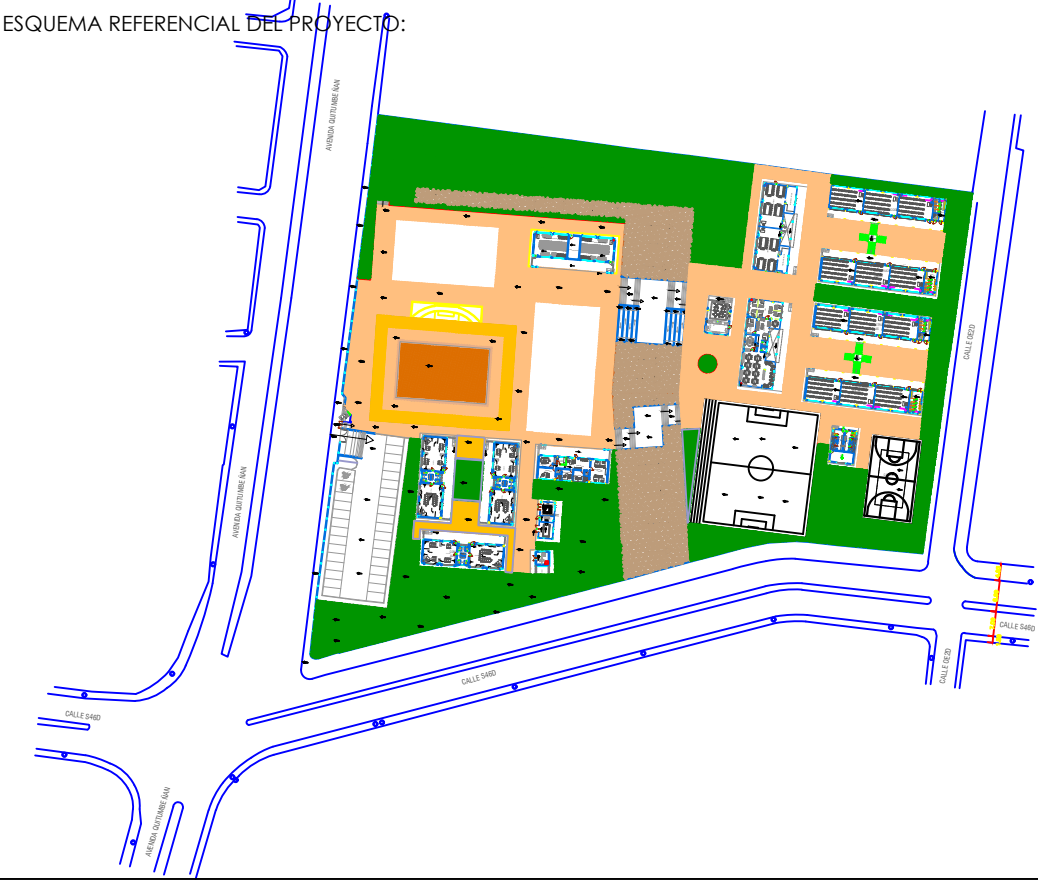 ESQUEMA REFERENCIAL DEL PROYECTO:
AVENIDA QUITUMBE ÑAN
CALLE OE2D
AVENIDA QUITUMBE ÑAN
CALLE S46D
CALLE S46D
CALLE OE2D
CALLE S46D
AVENIDA QUITUMBE ÑAN